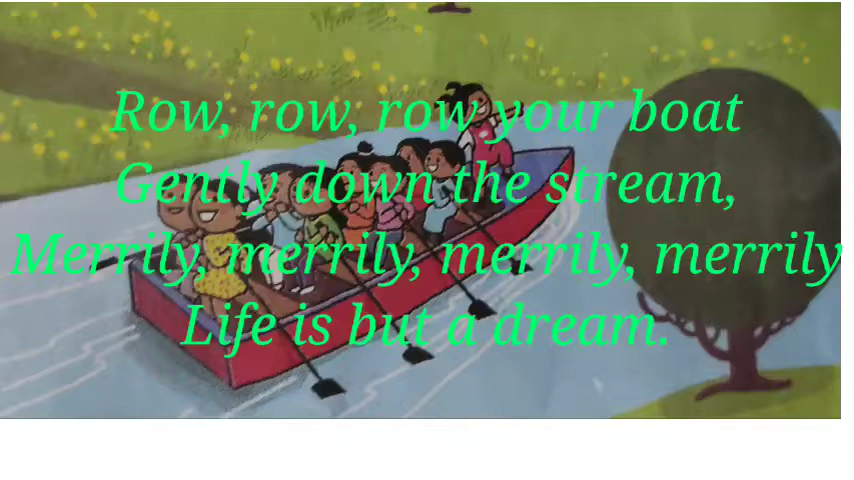 Row, row, row your boat
Gently down the stream,
Merrily, merrily, merrily, merrily
Life is but a dream.